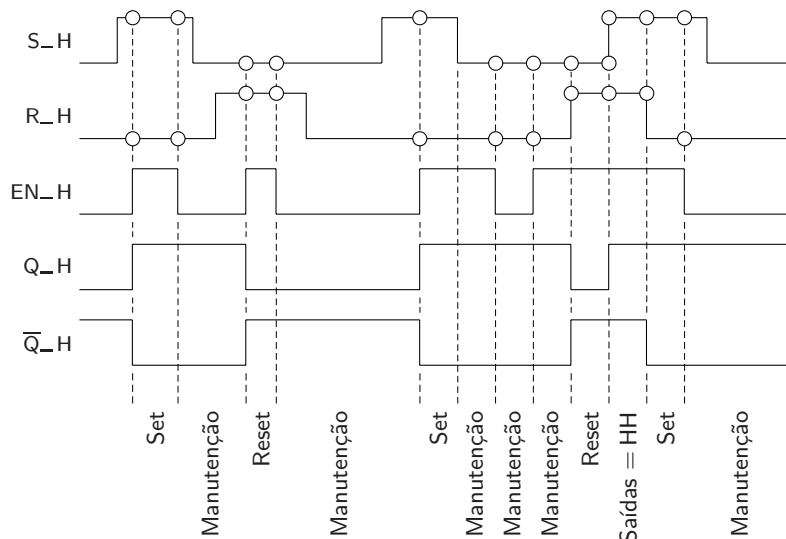 S_H
R_H
EN_H
Q_H
Q̅_H
Set
Manutenção
Reset
Manutenção
Set
Manutenção
Manutenção
Manutenção
Reset
Saídas = HH
Set
Manutenção